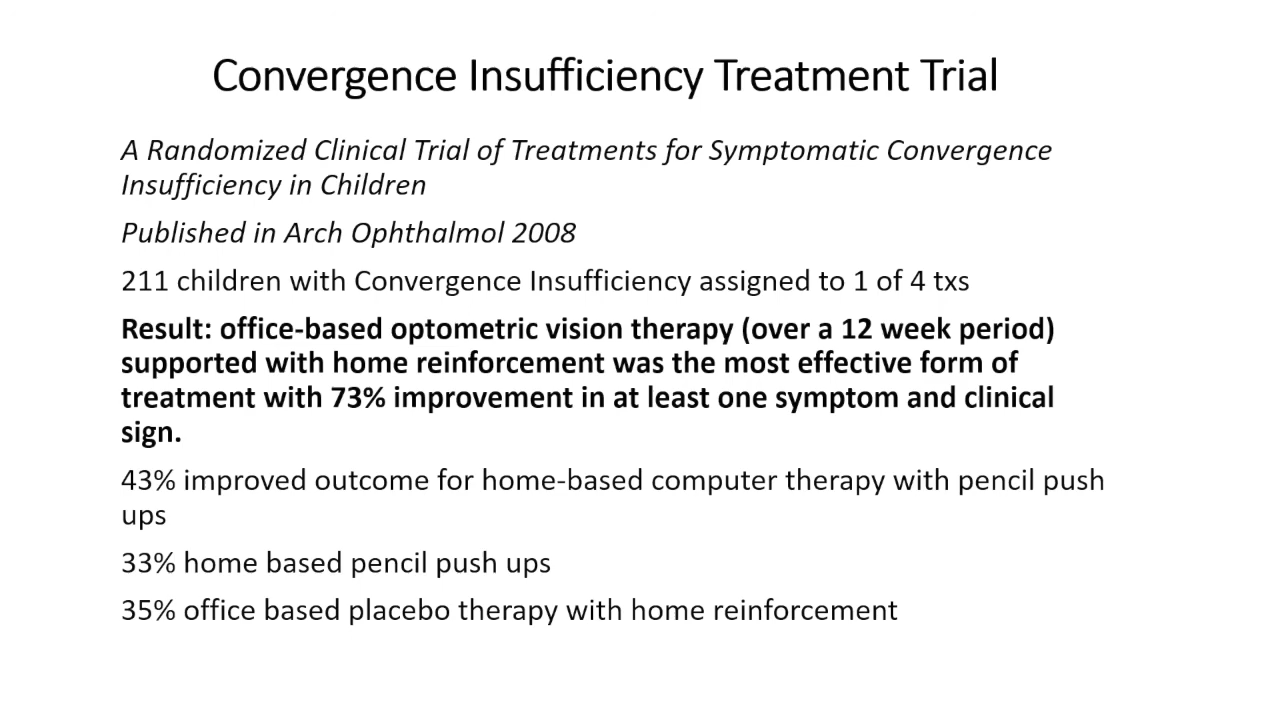 Convergence Insufficiency Treatment Trial
A Randomized Clinical Trial of Treatments for Symptomatic Convergence
Insufficiency in Children
Published in Arch Ophthalmol 2008
211 children with Convergence Insufficiency assigned to 1 of 4 txs
Result: office-based optometric vision therapy (over a 12 week period)
supported with home reinforcement was the most effective form of
treatment with 73% improvement in at least one symptom and clinical
sign.
43% improved outcome for home-based computer therapy with pencil push
ups
33% home based pencil push ups
35% office based placebo therapy with home reinforcement